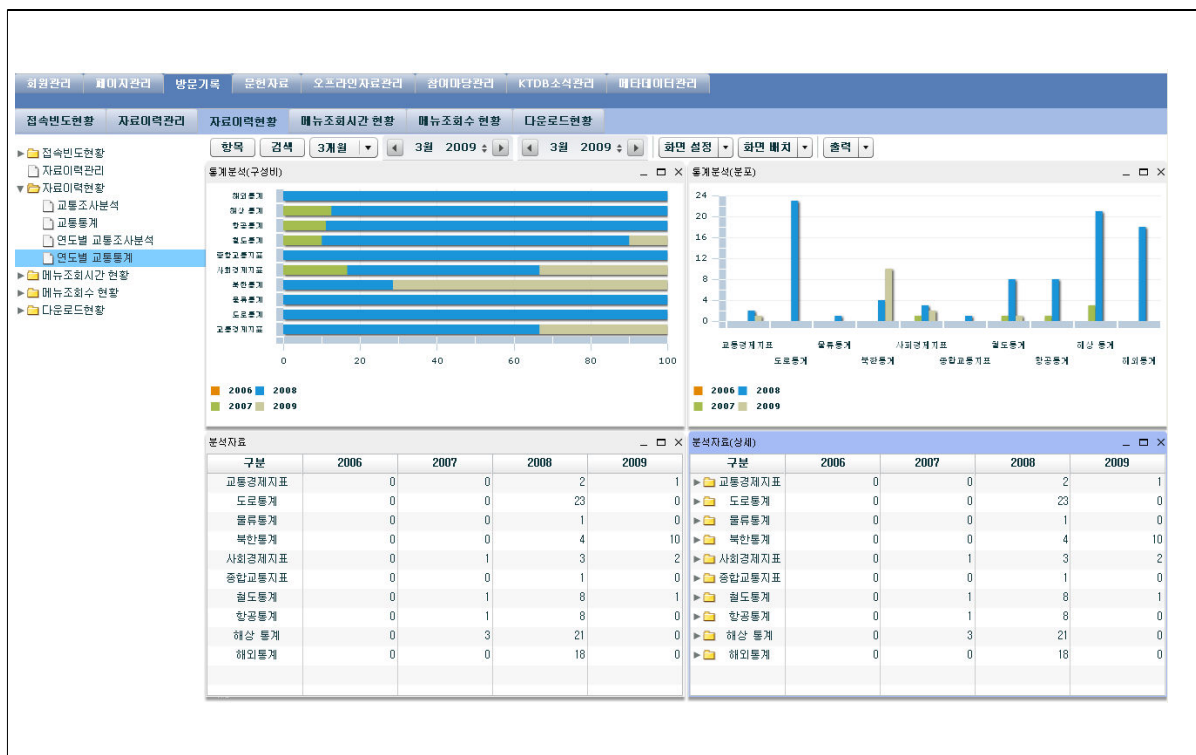 회원관리 페이지관리 방문기록 문헌자료 오프라인자료관리 참여마당관리 KTDB소식관리 메타데이터관리
접속빈도현황 자료이력관리 자료이력현황 메뉴조회시간 현황 메뉴조회수 현황 다운로드현황
항목 검색 3개월 3월 2009 3월 2009 화면 설정 화면 배치 출력
접속빈도현황
자료이력관리
자료이력현황
교통조사분석
교통통계
연도별 교통조사분석
연도별 교통통계
메뉴조회시간 현황
메뉴조회수 현황
다운로드현황
통계분석(구성비)
해외통계
해상 통계
항공통계
철도통계
종합교통지표
사회경제지표
북한통계
물류통계
도로통계
교통경제지표
0 20 40 60 80 100
2006 2008
2007 2009
통계분석(분포)
24
20
16
12
8
4
0
교통경제지표 물류통계 사회경제지표 철도통계 해상 통계
도로통계 북한통계 종합교통지표 항공통계 해외통계
2006 2008
2007 2009
분석자료
구분 2006 2007 2008 2009
교통경제지표 0 0 2 1
도로통계 0 0 23 0
물류통계 0 0 1 0
북한통계 0 0 4 10
사회경제지표 0 1 3 2
종합교통지표 0 0 1 0
철도통계 0 1 8 1
항공통계 0 1 8 0
해상 통계 0 3 21 0
해외통계 0 0 18 0
분석자료(상세)
구분 2006 2007 2008 2009
교통경제지표 0 0 2 1
도로통계 0 0 23 0
물류통계 0 0 1 0
북한통계 0 0 4 10
사회경제지표 0 1 3 2
종합교통지표 0 0 1 0
철도통계 0 1 8 1
항공통계 0 1 8 0
해상 통계 0 3 21 0
해외통계 0 0 18 0